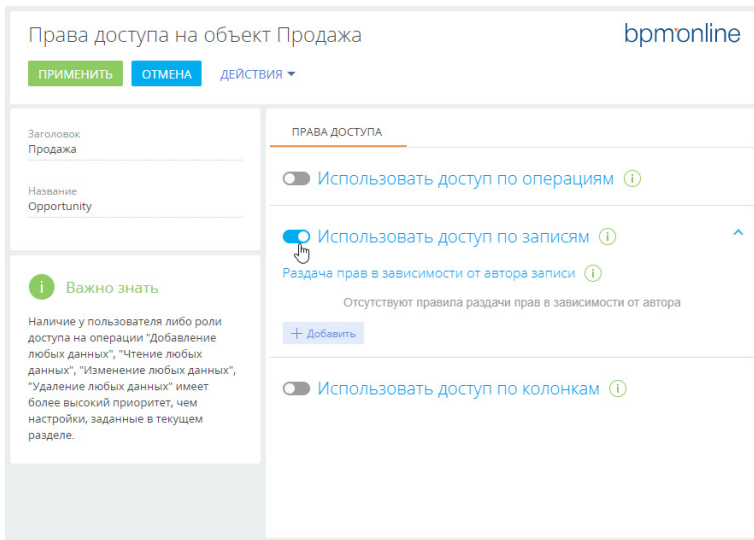 Права доступа на объект Продажа
bpmonline
ПРИМЕНИТЬ
ОТМЕНА
ДЕЙСТВИЯ
Заголовок
Продажа
Название
Opportunity
i Важно знать
Наличие у пользователя либо роли
доступа на операции "Добавление
любых данных", "Чтение любых
данных", "Изменение любых данных",
"Удаление любых данных" имеет
более высокий приоритет, чем
настройки, заданные в текущем
разделе.
ПРАВА ДОСТУПА
Использовать доступ по операциям i
Использовать доступ по записям i
Раздача прав в зависимости от автора записи i
Отсутствуют правила раздачи прав в зависимости от автора
+ Добавить
Использовать доступ по колонкам i